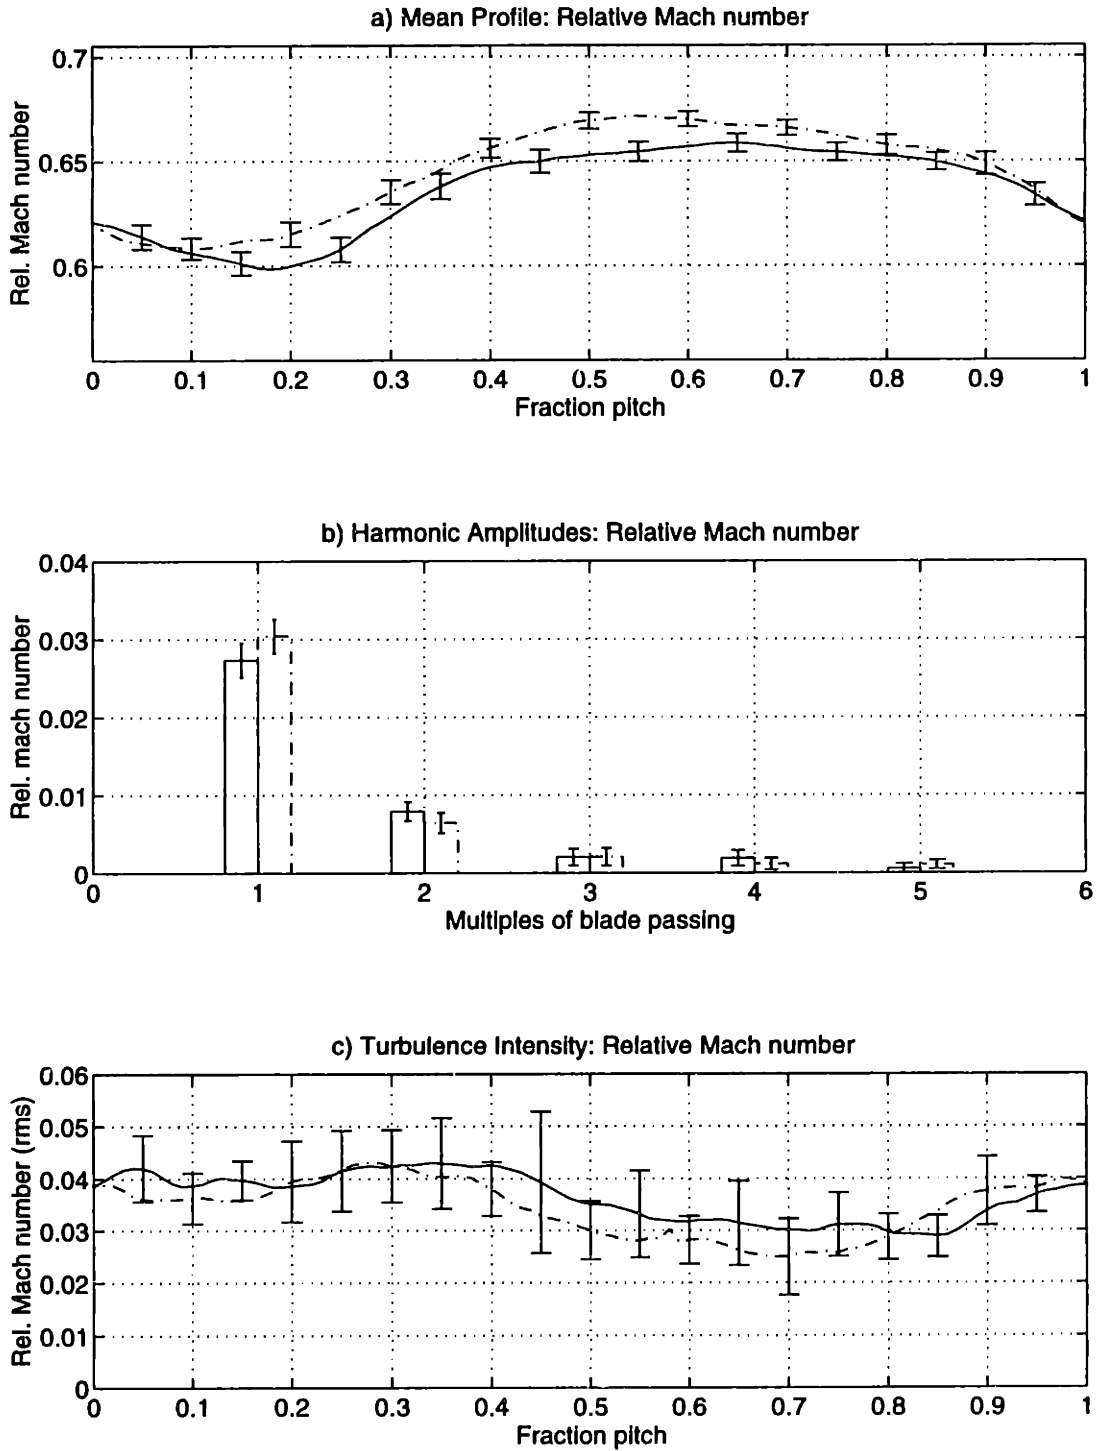 a) Mean Profile: Relative Mach number
Rel. Mach number
0.7
0.65
0.6
0 0.1 0.2 0.3 0.4 0.5 0.6 0.7 0.8 0.9 1
Fraction pitch
b) Harmonic Amplitudes: Relative Mach number
Rel. mach number
0.04
0.03
0.02
0.01
0
0 1 2 3 4 5 6
Multiples of blade passing
c) Turbulence Intensity: Relative Mach number
Rel. Mach number (rms)
0.06
0.05
0.04
0.03
0.02
0.01
0
0 0.1 0.2 0.3 0.4 0.5 0.6 0.7 0.8 0.9 1
Fraction pitch